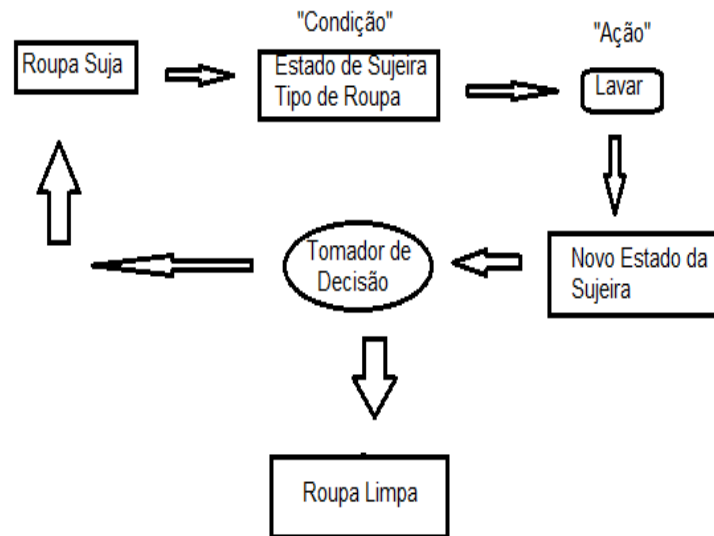 "Condição"
"Ação"
Roupa Suja
Estado de Sujeira
Tipo de Roupa
Lavar
Tomador de
Decisão
Novo Estado da
Sujeira
Roupa Limpa